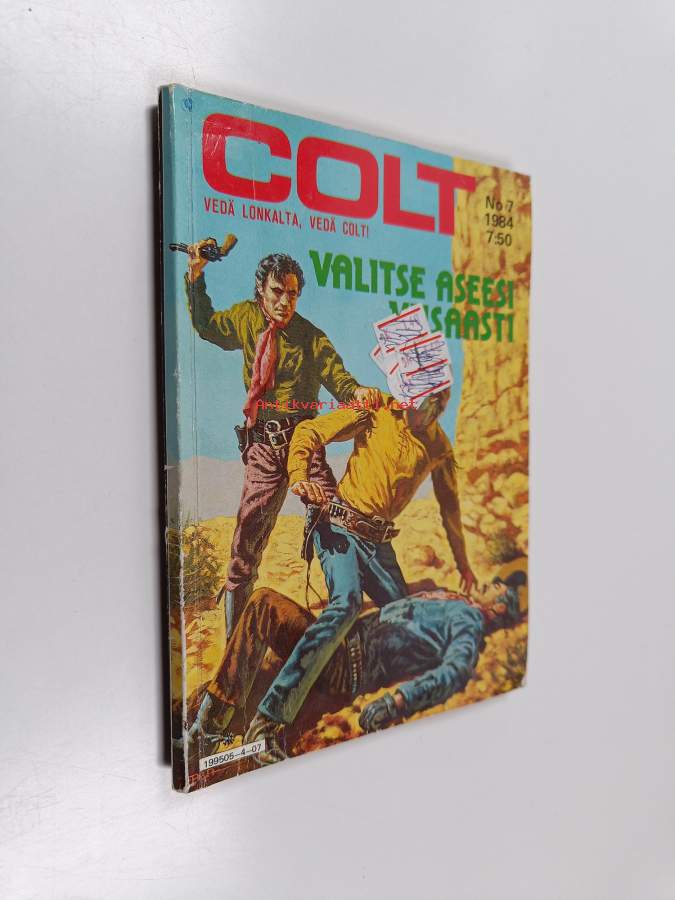 COLT
VEDÄ LONKALTA, VEDÄ COLT!
No 7
1984
7:50
VALITSE ASEESI
Antikvariaatti.net
199505-4-07